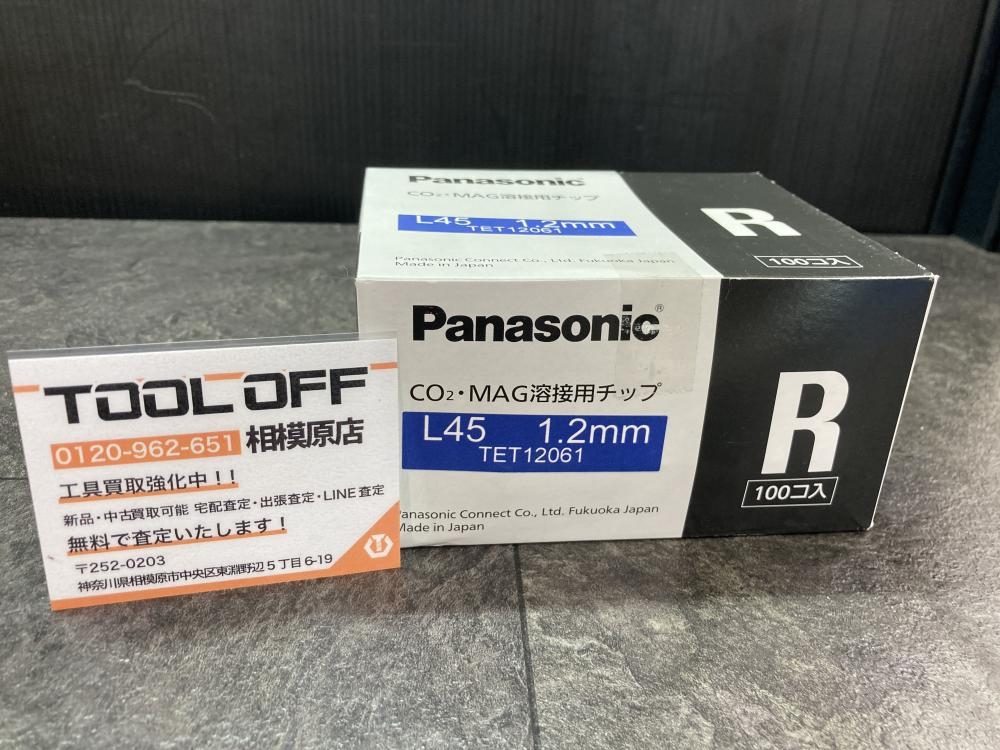 Panasonic
CO2・MAG溶接用チップ
L45 1.2mm
TET12061
Panasonic Connect Co., Ltd. Fukuoka Japan
Made in Japan
R
100コ入
Panasonic®
CO2・MAG溶接用チップ
L45 1.2mm
TET12061
Panasonic Connect Co., Ltd. Fukuoka Japan
Made in Japan
R
100コ入
TOOL OFF
0120-962-651 相模原店
工具買取強化中!!
新品・中古買取可能 宅配査定・出張査定・LINE査定
無料で査定いたします!
〒252-0203
神奈川県相模原市中央区東淵野辺5丁目6-19